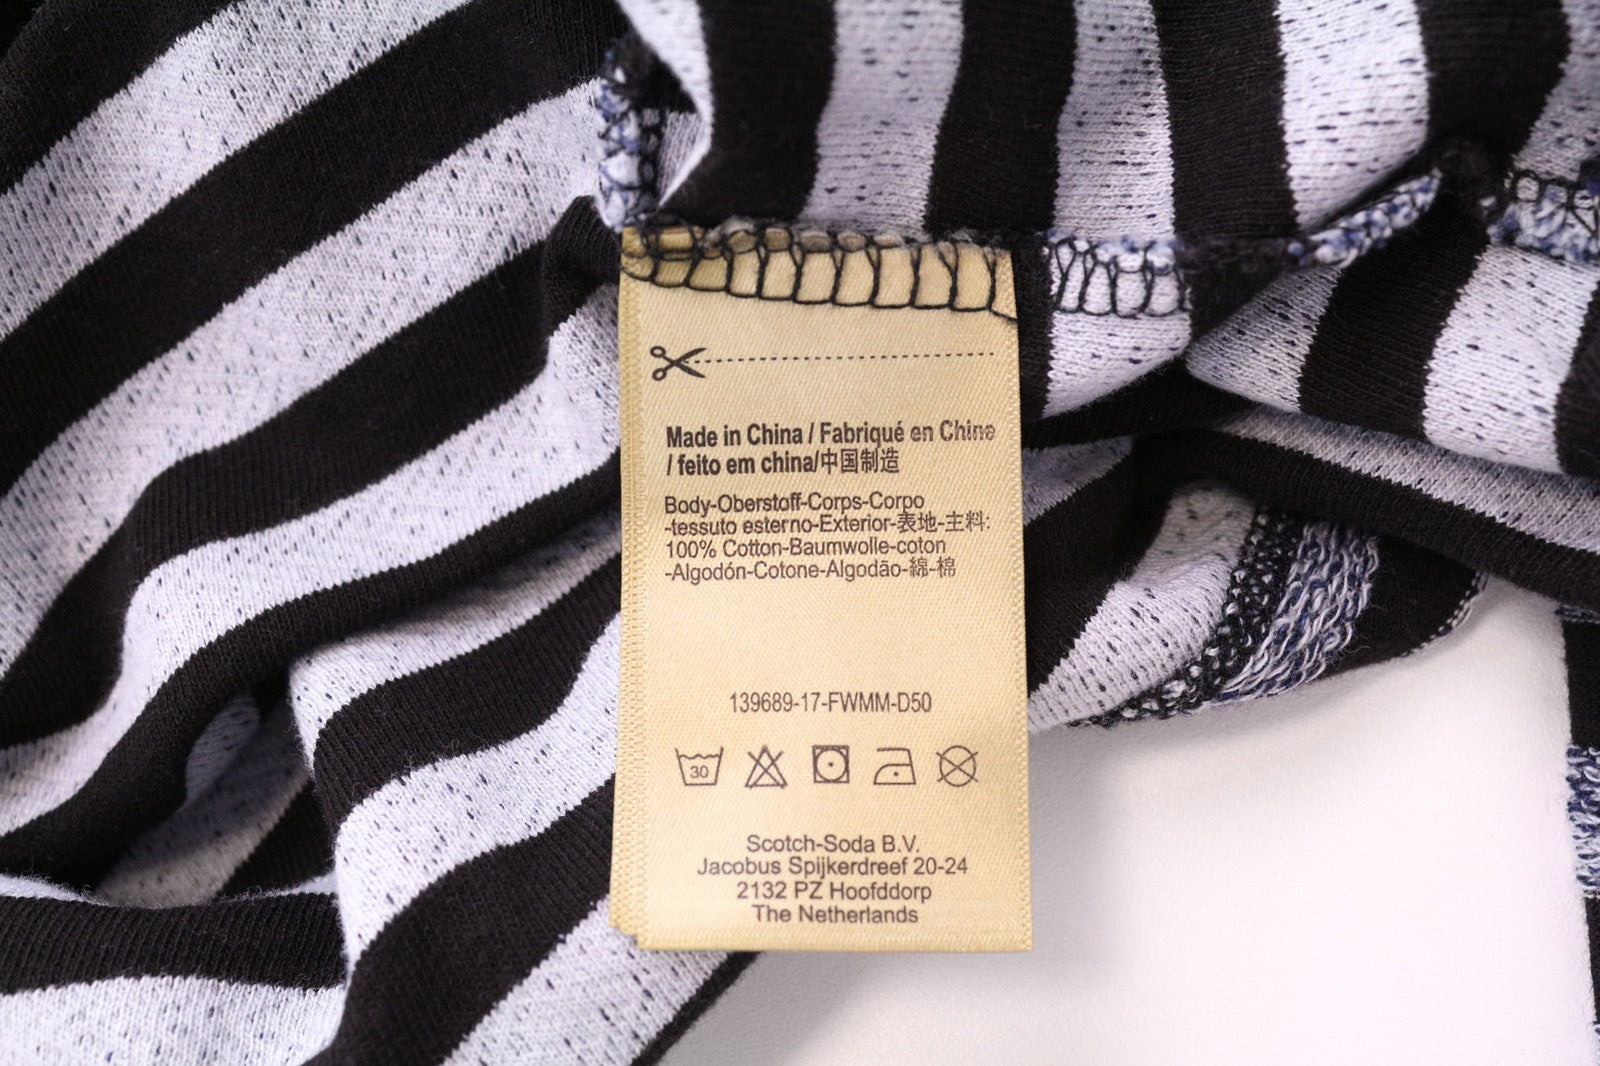 Made in China / Fabriqué en Chine
/ feito em china/中国制造
Body-Oberstoff-Corps-Corpo
-tessuto esterno-Exterior-表地-主料:
100% Cotton-Baumwolle-coton
-Algodón-Cotone-Algodão-綿-棉
139689-17-FWMM-D50
30
Scotch-Soda B.V.
Jacobus Spijkerdreef 20-24
2132 PZ Hoofddorp
The Netherlands